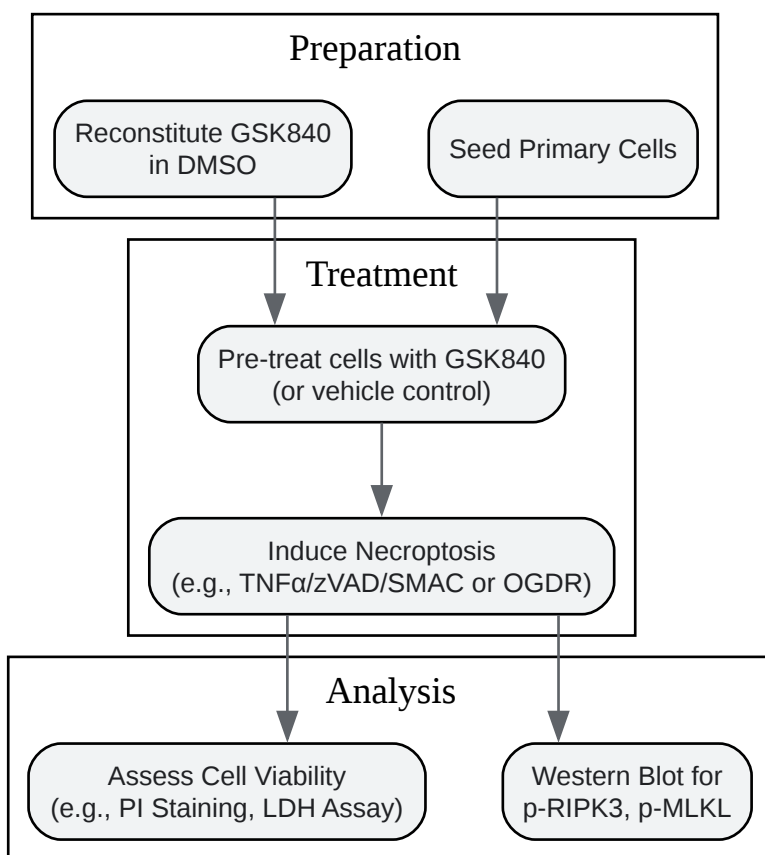 Preparation
Reconstitute GSK840
in DMSO
Seed Primary Cells
Treatment
Pre-treat cells with GSK840
(or vehicle control)
Induce Necroptosis
(e.g., TNFα/zVAD/SMAC or OGDR)
Analysis
Assess Cell Viability
(e.g., PI Staining, LDH Assay)
Western Blot for
p-RIPK3, p-MLKL